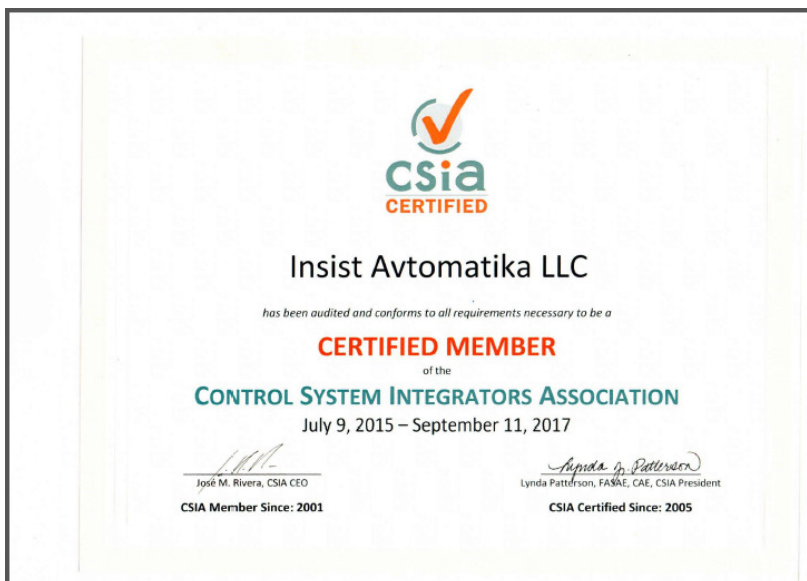 csia
CERTIFIED
Insist Avtomatika LLC
has been audited and conforms to all requirements necessary to be a
CERTIFIED MEMBER
of the
CONTROL SYSTEM INTEGRATORS ASSOCIATION
July 9, 2015 – September 11, 2017
Lynda J. Patterson
José M. Rivera, CSIA CEO
Lynda Patterson, FASAE, CAE, CSIA President
CSIA Member Since: 2001
CSIA Certified Since: 2005